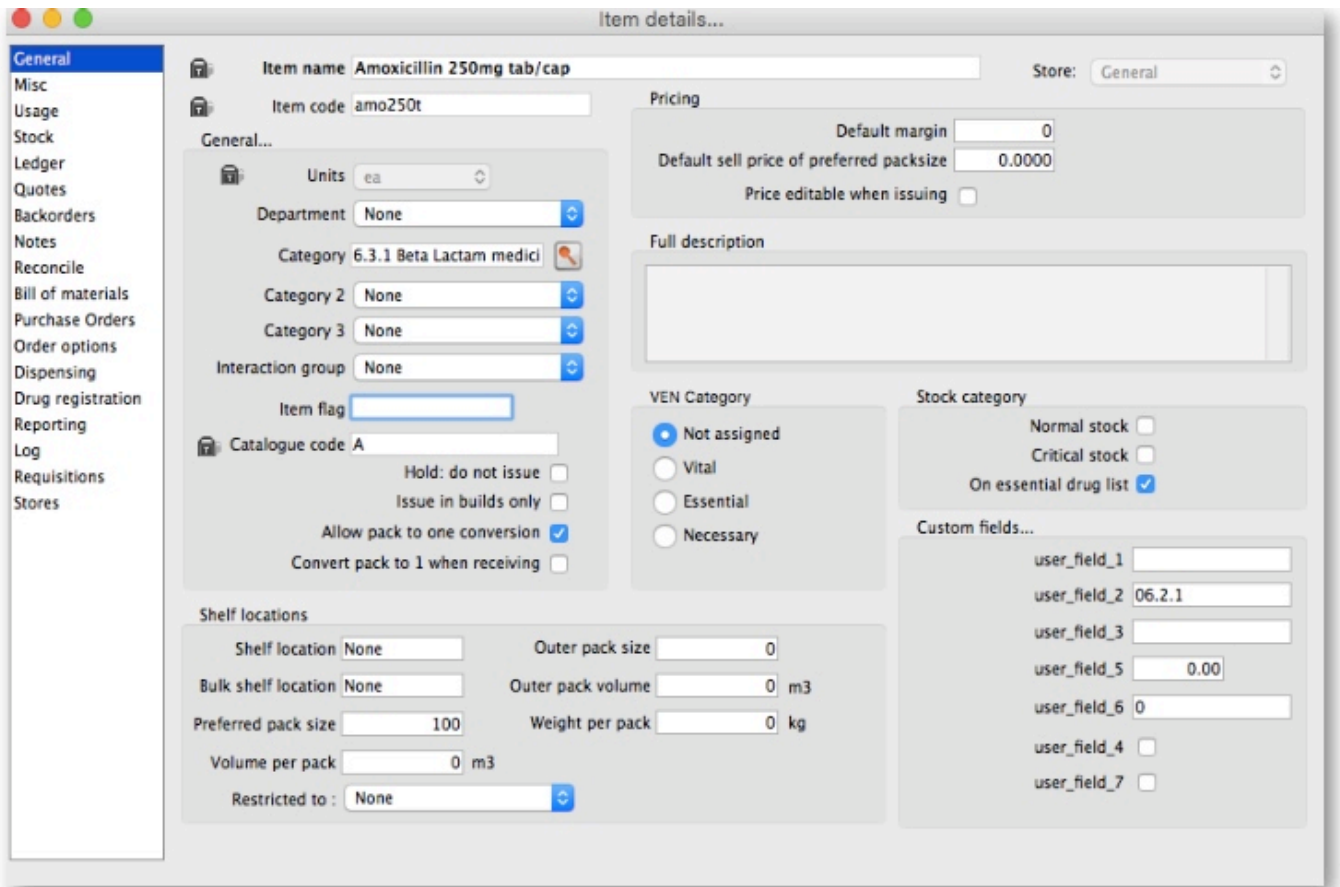 Item details...
General
Misc
Usage
Stock
Ledger
Quotes
Backorders
Notes
Reconcile
Bill of materials
Purchase Orders
Order options
Dispensing
Drug registration
Reporting
Log
Requisitions
Stores
Item name Amoxicillin 250mg tab/cap
Store: General
Item code amo250t
General...
Units ea
Department None
Category 6.3.1 Beta Lactam medici
Category 2 None
Category 3 None
Interaction group None
Item flag
Catalogue code A
Hold: do not issue
Issue in builds only
Allow pack to one conversion
Convert pack to 1 when receiving
Pricing
Default margin 0
Default sell price of preferred packsize 0.0000
Price editable when issuing
Full description
VEN Category
Not assigned
Vital
Essential
Necessary
Stock category
Normal stock
Critical stock
On essential drug list
Custom fields...
user_field_1
user_field_2 06.2.1
user_field_3
user_field_5 0.00
user_field_6 0
user_field_4
user_field_7
Shelf locations
Shelf location None
Bulk shelf location None
Preferred pack size 100
Volume per pack 0 m3
Restricted to : None
Outer pack size 0
Outer pack volume 0 m3
Weight per pack 0 kg